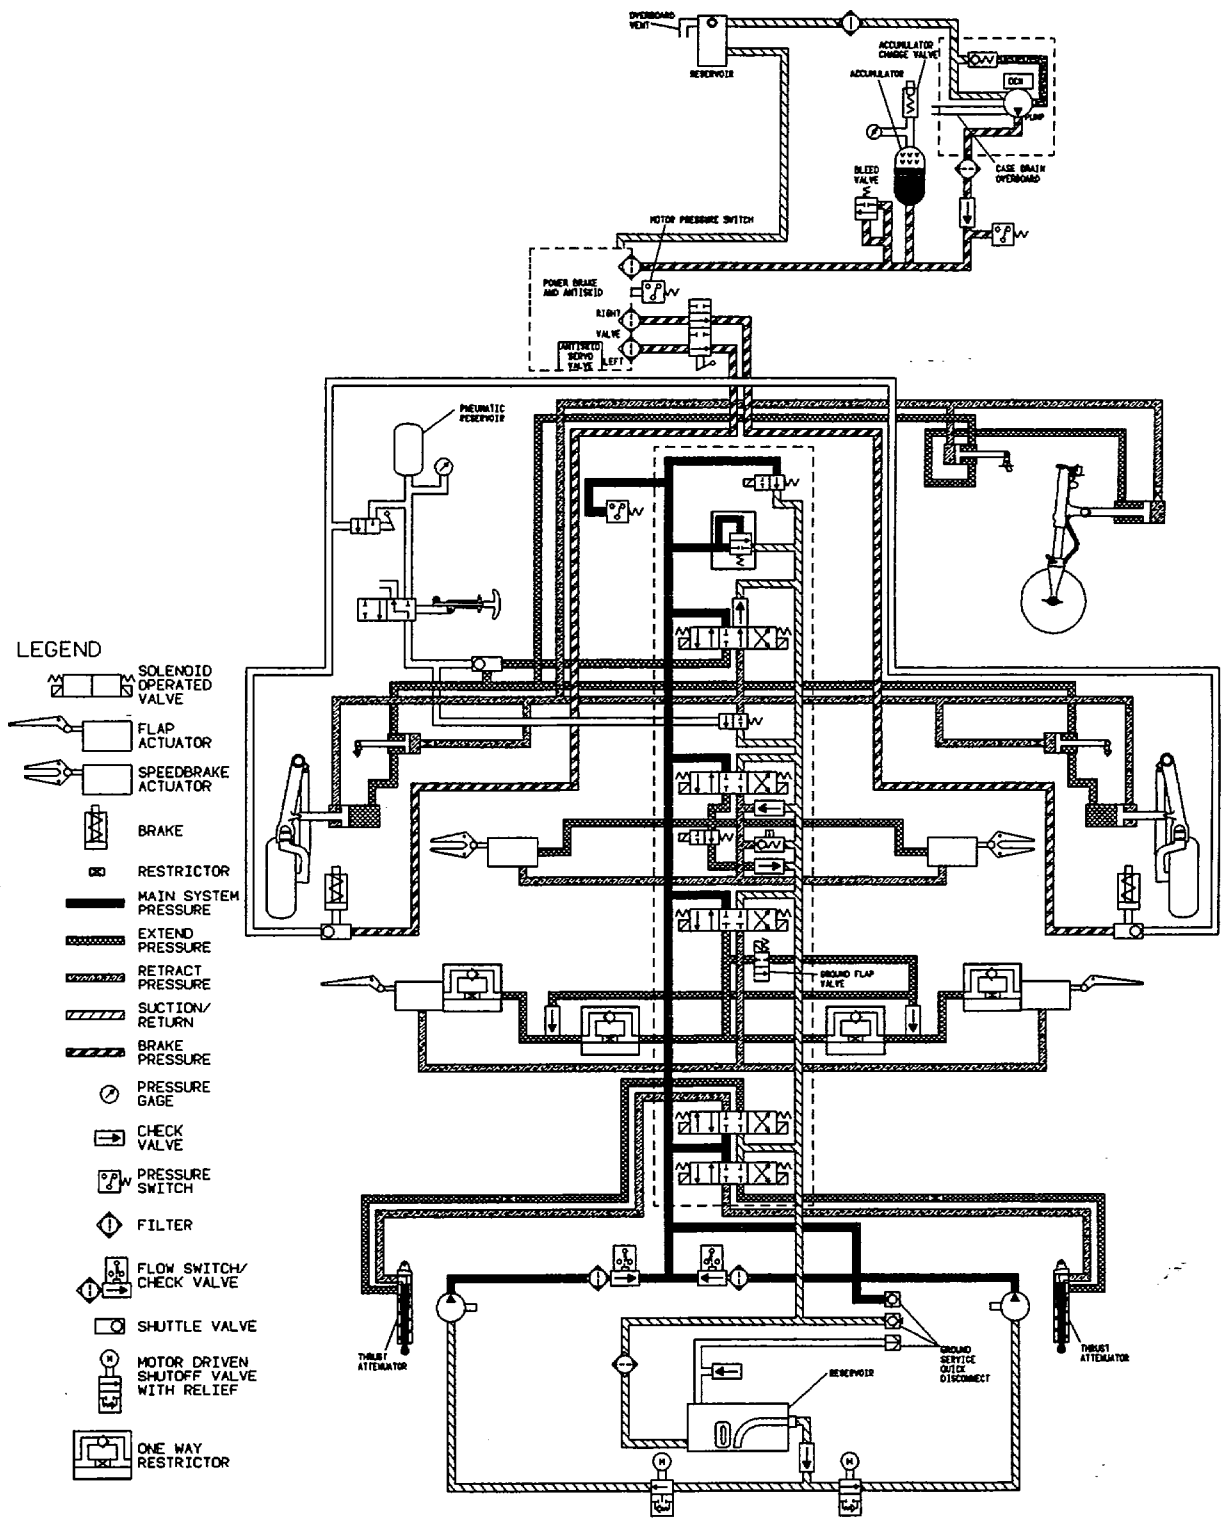 OVERBOARD
VENT
RESERVOIR
ACCUMULATOR
CHARGE VALVE
ACCUMULATOR
PUMP
CASE DRAIN
OVERBOARD
BLEED
VALVE
MOTOR PRESSURE SWITCH
POWER BRAKE
AND ANTISKID
RIGHT
VALVE
ANTISKID
SERVO
VALVE
LEFT
PNEUMATIC
RESERVOIR
LEGEND
SOLENOID
OPERATED
VALVE
FLAP
ACTUATOR
SPEEDBRAKE
ACTUATOR
BRAKE
RESTRICTOR
MAIN SYSTEM
PRESSURE
EXTEND
PRESSURE
RETRACT
PRESSURE
SUCTION/
RETURN
BRAKE
PRESSURE
PRESSURE
GAGE
CHECK
VALVE
PRESSURE
SWITCH
FILTER
FLOW SWITCH/
CHECK VALVE
SHUTTLE VALVE
M
MOTOR DRIVEN
SHUTOFF VALVE
WITH RELIEF
ONE WAY
RESTRICTOR
GROUND FLAP
VALVE
THRUST
ATTENUATOR
THRUST
ATTENUATOR
GROUND
SERVICE
QUICK
DISCONNECT
RESERVOIR
M
M